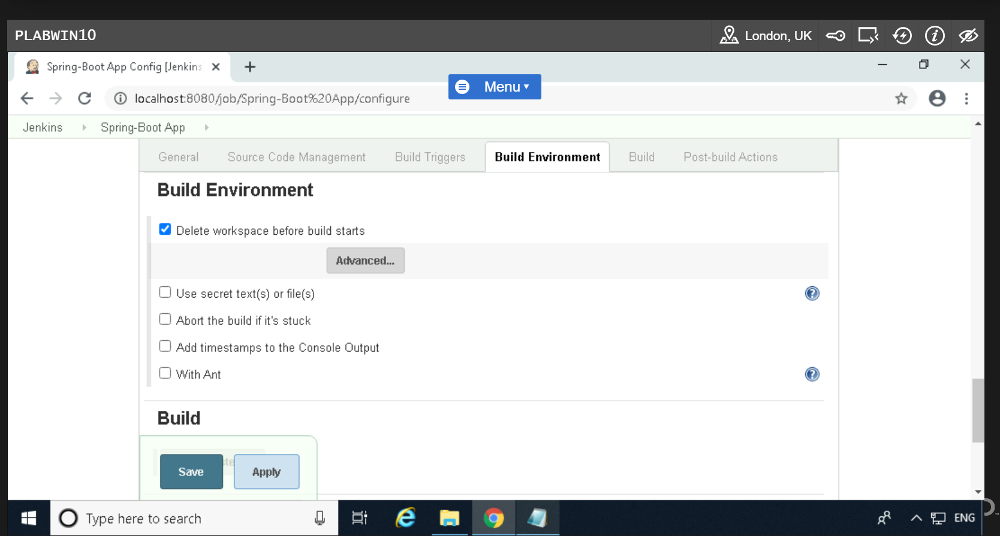 PLABWIN10
London, UK
Spring-Boot App Config [Jenkins
Menu
localhost:8080/job/Spring-Boot%20App/configure
Jenkins
Spring-Boot App
General
Source Code Management
Build Triggers
Build Environment
Build
Post-build Actions
Build Environment
Delete workspace before build starts
Advanced...
Use secret text(s) or file(s)
Abort the build if it's stuck
Add timestamps to the Console Output
With Ant
Build
Save
Apply
Type here to search
ENG